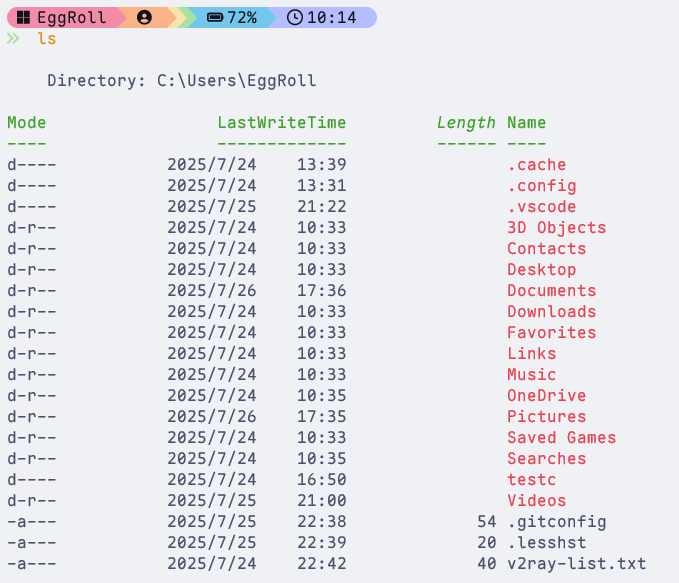 EggRoll 72% 10:14
ls
Directory: C:\Users\EggRoll
Mode LastWriteTime Length Name
---- ------------- ------ ----
d---- 2025/7/24 13:39 .cache
d---- 2025/7/24 13:31 .config
d---- 2025/7/25 21:22 .vscode
d-r-- 2025/7/24 10:33 3D Objects
d-r-- 2025/7/24 10:33 Contacts
d-r-- 2025/7/24 10:33 Desktop
d-r-- 2025/7/26 17:36 Documents
d-r-- 2025/7/24 10:33 Downloads
d-r-- 2025/7/24 10:33 Favorites
d-r-- 2025/7/24 10:33 Links
d-r-- 2025/7/24 10:33 Music
d-r-- 2025/7/24 10:35 OneDrive
d-r-- 2025/7/26 17:35 Pictures
d-r-- 2025/7/24 10:33 Saved Games
d-r-- 2025/7/24 10:35 Searches
d---- 2025/7/24 16:50 testc
d-r-- 2025/7/25 21:00 Videos
-a--- 2025/7/25 22:38 54 .gitconfig
-a--- 2025/7/25 22:39 20 .lesshst
-a--- 2025/7/24 22:42 40 v2ray-list.txt